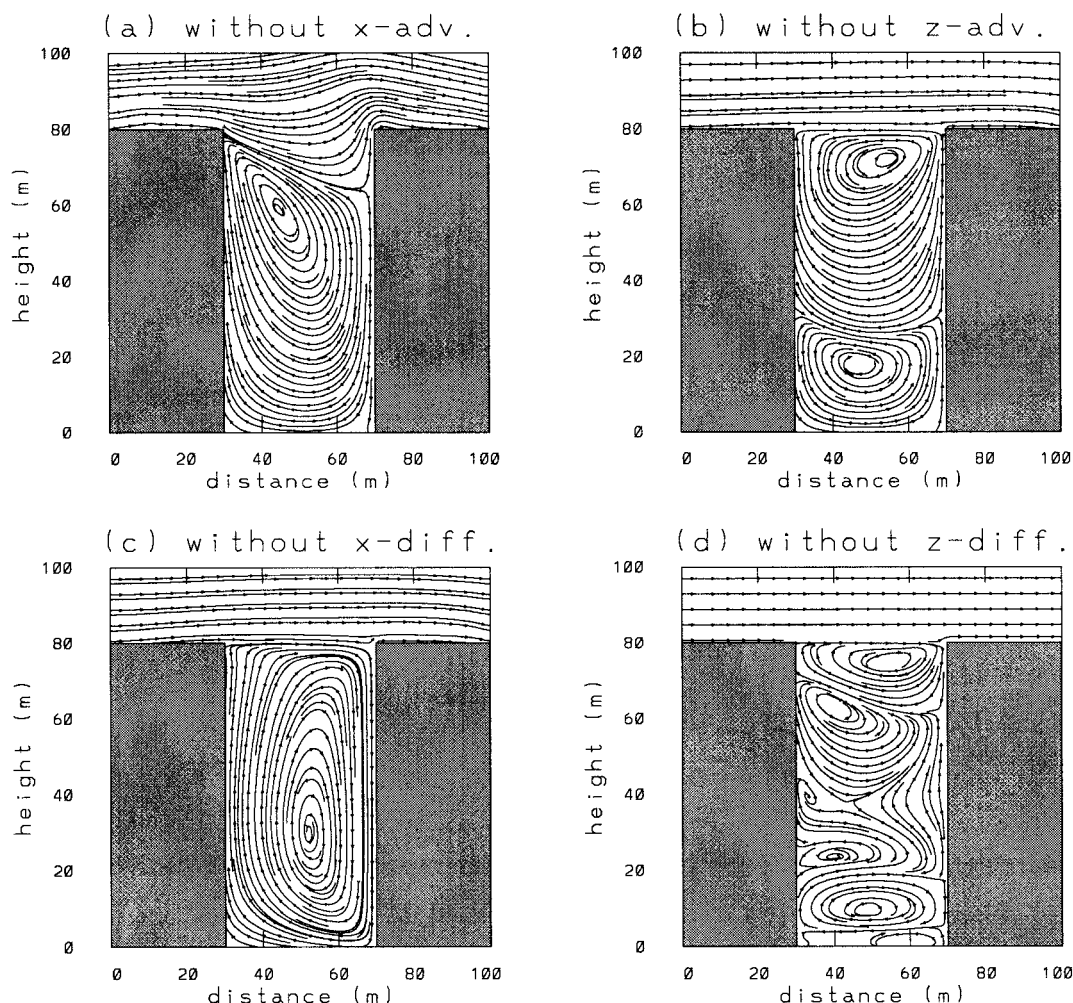 (a) without x-adv.
100
80
60
40
20
0
height (m)
0 20 40 60 80 100
distance (m)
(b) without z-adv.
100
80
60
40
20
0
height (m)
0 20 40 60 80 100
distance (m)
(c) without x-diff.
100
80
60
40
20
0
height (m)
0 20 40 60 80 100
distance (m)
(d) without z-diff.
100
80
60
40
20
0
height (m)
0 20 40 60 80 100
distance (m)